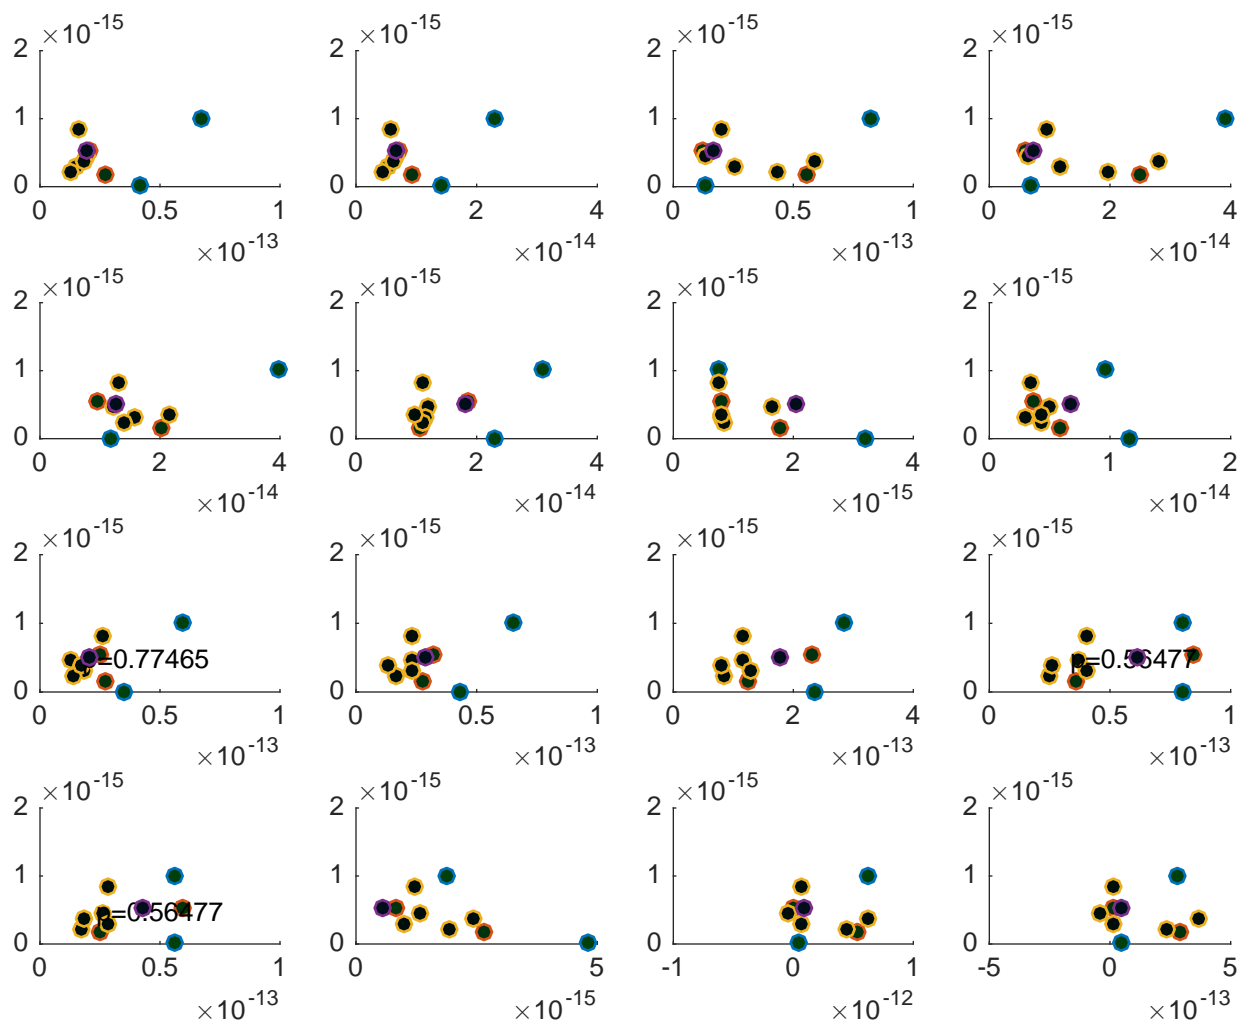 ×10-15 ×10-15 ×10-15 ×10-15
2 2 2 2
1 1 1 1
0 0 0 0
0 0.5 1 0 2 4 0 0.5 1 0 2 4
×10-13 ×10-14 ×10-13 ×10-14
×10-15 ×10-15 ×10-15 ×10-15
2 2 2 2
1 1 1 1
0 0 0 0
0 2 4 0 2 4 0 2 4 0 1 2
×10-14 ×10-14 ×10-15 ×10-14
×10-15 ×10-15 ×10-15 ×10-15
2 2 2 2
1 1 1 1
=0.77465 p=0.56477
0 0 0 0
0 0.5 1 0 0.5 1 0 2 4 0 0.5 1
×10-13 ×10-13 ×10-13 ×10-13
×10-15 ×10-15 ×10-15 ×10-15
2 2 2 2
1 1 1 1
p=0.56477
0 0 0 0
0 0.5 1 0 5 -1 0 1 -5 0 5
×10-13 ×10-15 ×10-12 ×10-13